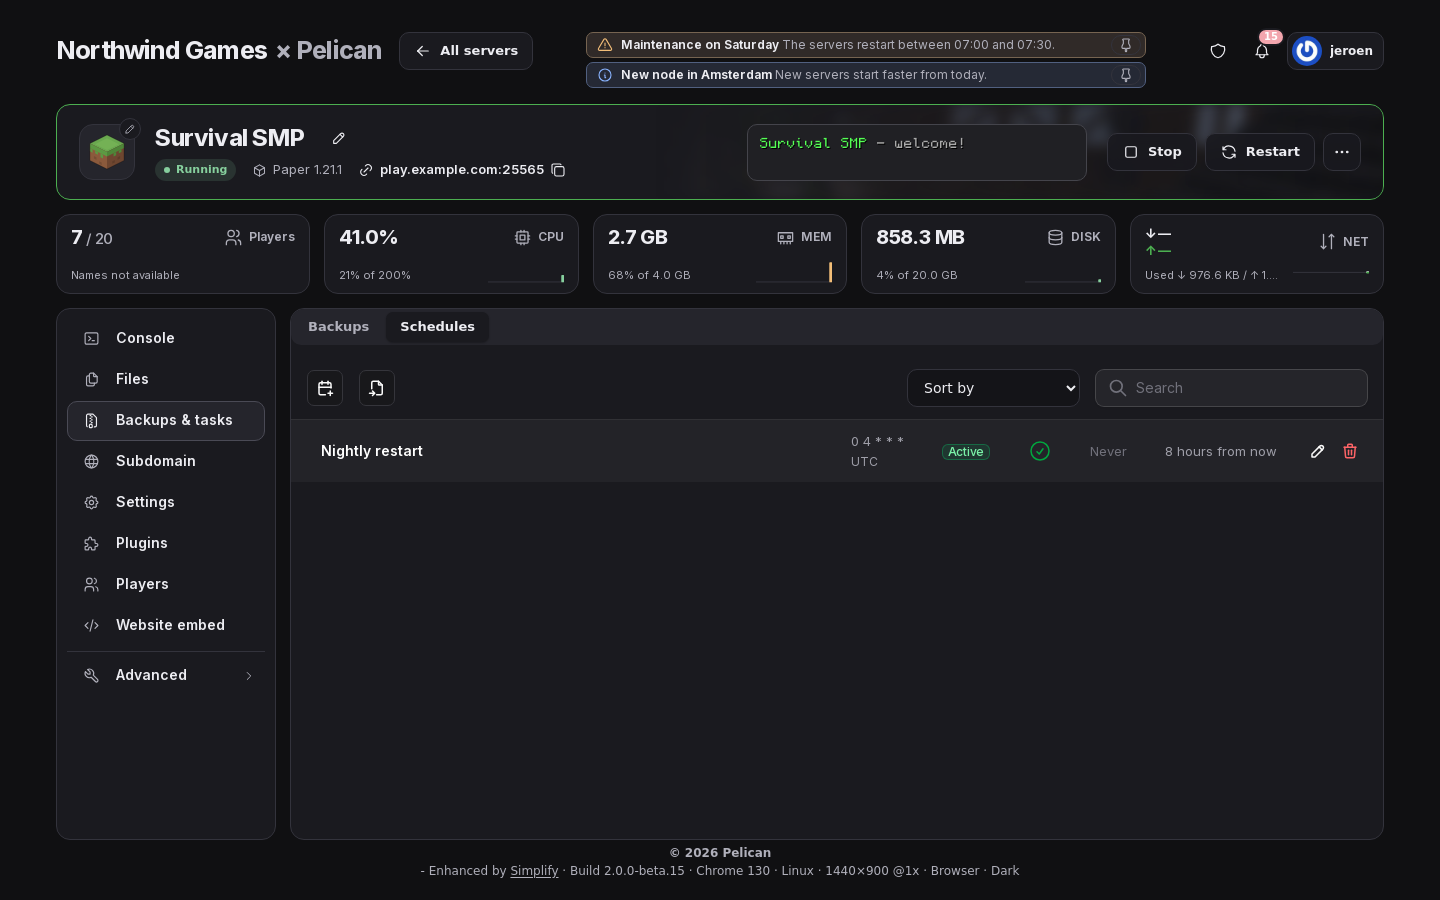 Northwind Games × Pelican
All servers
Maintenance on Saturday The servers restart between 07:00 and 07:30.
New node in Amsterdam New servers start faster from today.
15
jeroen
Survival SMP
Running
Paper 1.21.1
play.example.com:25565
Survival SMP - welcome!
Stop
Restart
7 / 20
Players
Names not available
41.0%
CPU
21% of 200%
2.7 GB
MEM
68% of 4.0 GB
858.3 MB
DISK
4% of 20.0 GB
↓—
↑—
NET
Used ↓ 976.6 KB / ↑ 1....
Console
Files
Backups & tasks
Subdomain
Settings
Plugins
Players
Website embed
Advanced
Backups
Schedules
Sort by
Search
Nightly restart
0 4 * * *
UTC
Active
Never
8 hours from now
© 2026 Pelican
- Enhanced by Simplify · Build 2.0.0-beta.15 · Chrome 130 · Linux · 1440×900 @1x · Browser · Dark